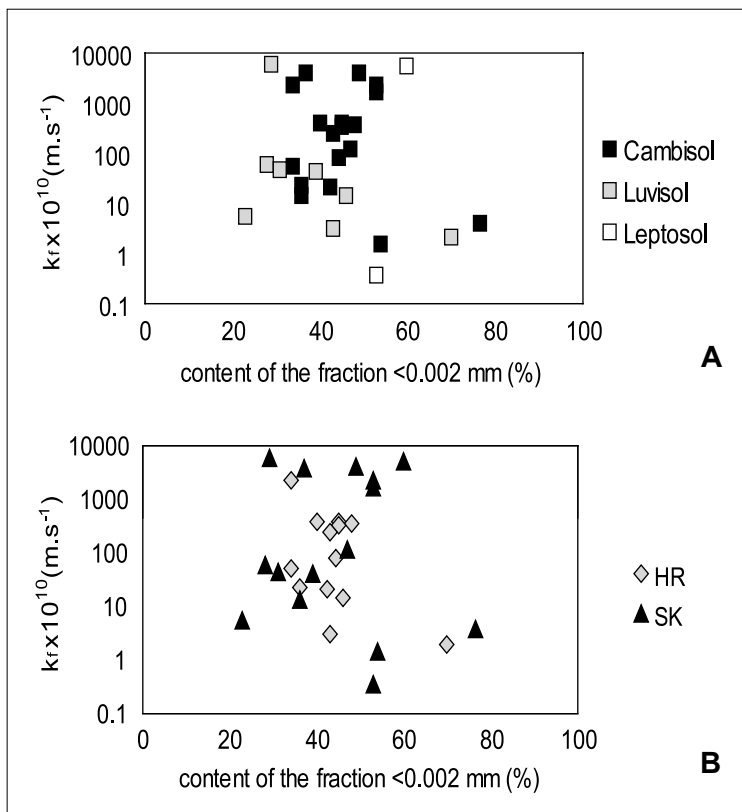 10000
1000
100
10
1
0.1
kf x10^10(m.s^-1)
0 20 40 60 80 100
content of the fraction <0.002 mm (%)
Cambisol
Luvisol
Leptosol
A
10000
1000
100
10
1
0.1
kf x10^10(m.s^-1)
0 20 40 60 80 100
content of the fraction <0.002 mm (%)
HR
SK
B